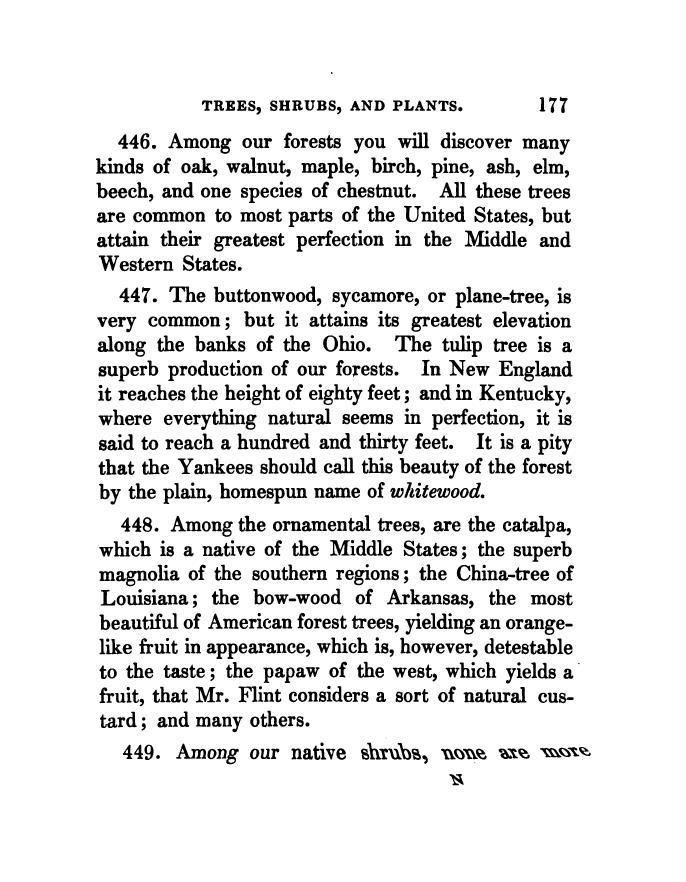 TREES, SHRUBS, AND PLANTS. 177
446. Among our forests you will discover many
kinds of oak, walnut, maple, birch, pine, ash, elm,
beech, and one species of chestnut. All these trees
are common to most parts of the United States, but
attain their greatest perfection in the Middle and
Western States.
447. The buttonwood, sycamore, or plane-tree, is
very common; but it attains its greatest elevation
along the banks of the Ohio. The tulip tree is a
superb production of our forests. In New England
it reaches the height of eighty feet; and in Kentucky,
where everything natural seems in perfection, it is
said to reach a hundred and thirty feet. It is a pity
that the Yankees should call this beauty of the forest
by the plain, homespun name of whitewood.
448. Among the ornamental trees, are the catalpa,
which is a native of the Middle States; the superb
magnolia of the southern regions; the China-tree of
Louisiana; the bow-wood of Arkansas, the most
beautiful of American forest trees, yielding an orange-
like fruit in appearance, which is, however, detestable
to the taste; the papaw of the west, which yields a
fruit, that Mr. Flint considers a sort of natural cus-
tard; and many others.
449. Among our native shrubs, none are more
N